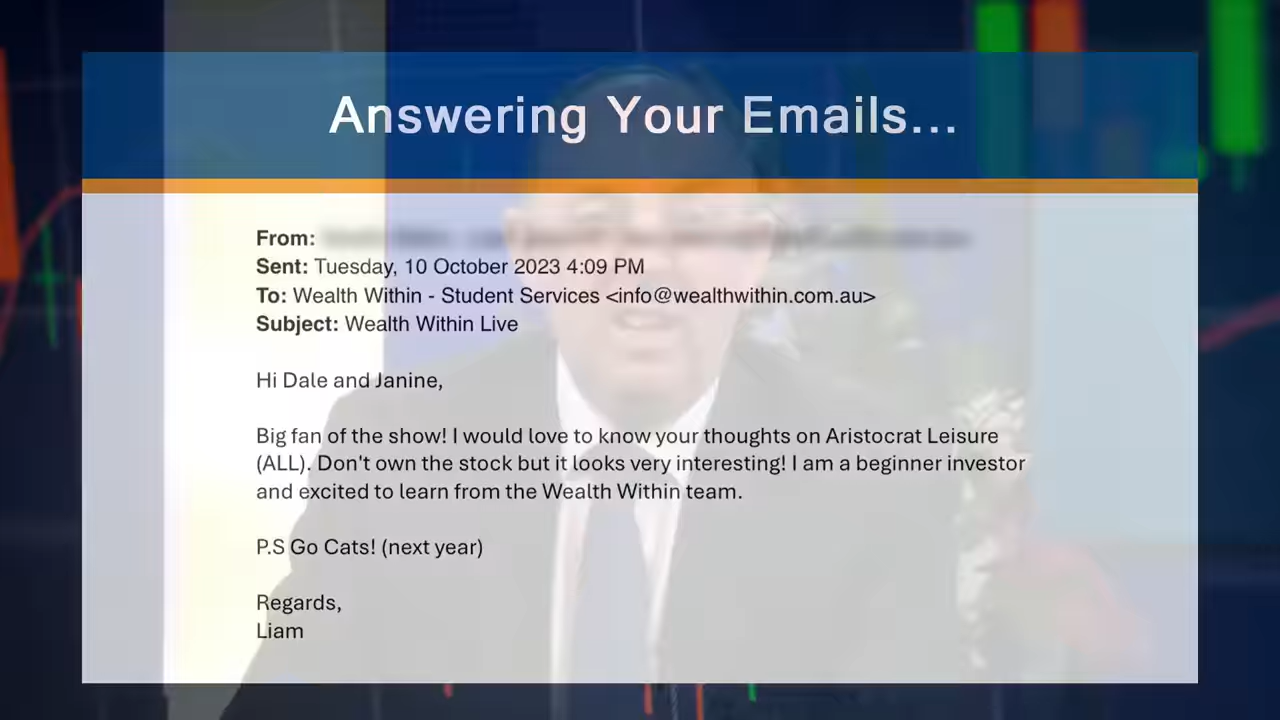 Answering Your Emails...
From:
Sent: Tuesday, 10 October 2023 4:09 PM
To: Wealth Within - Student Services <info@wealthwithin.com.au>
Subject: Wealth Within Live
Hi Dale and Janine,
Big fan of the show! I would love to know your thoughts on Aristocrat Leisure
(ALL). Don't own the stock but it looks very interesting! I am a beginner investor
and excited to learn from the Wealth Within team.
P.S Go Cats! (next year)
Regards,
Liam